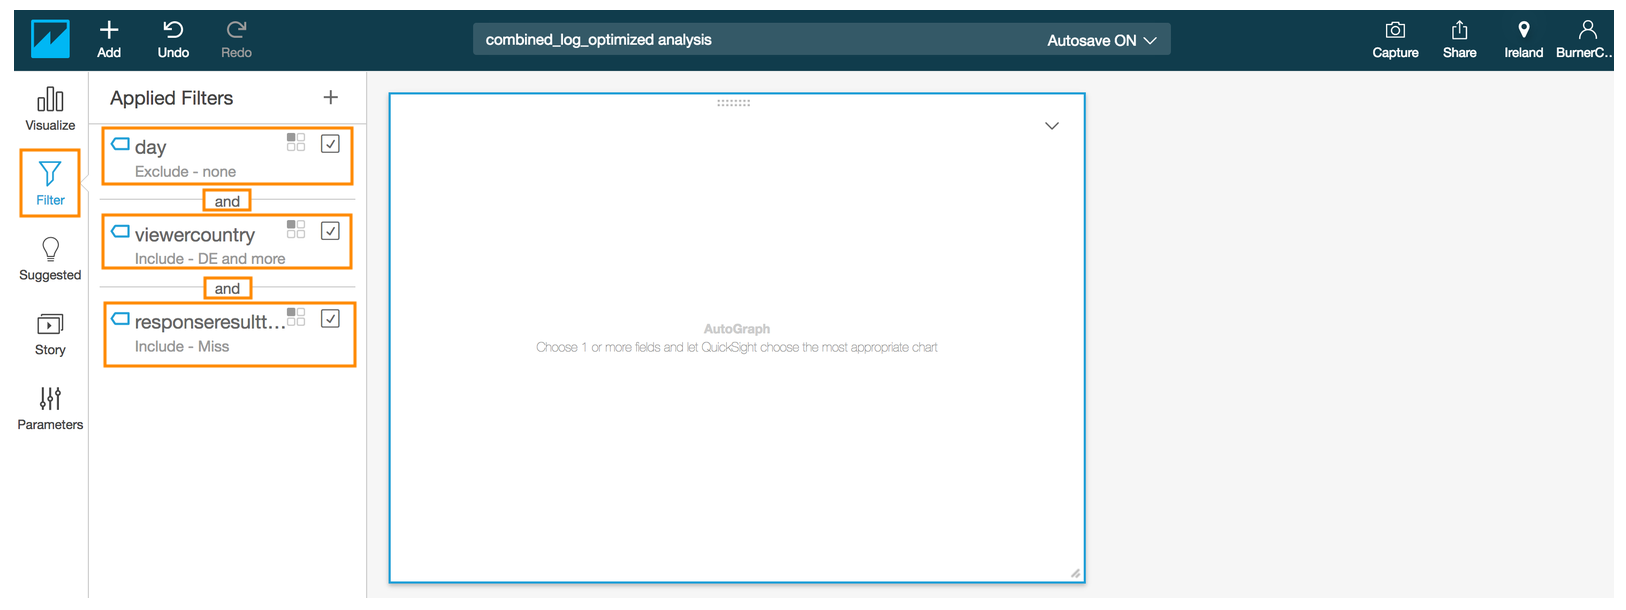 Add
Undo
Redo
combined_log_optimized analysis
Autosave ON
Capture
Share
Ireland
BurnerC...
Visualize
Filter
Suggested
Story
Parameters
Applied Filters
day
Exclude - none
and
viewercountry
Include - DE and more
and
responseresultt...
Include - Miss
AutoGraph
Choose 1 or more fields and let QuickSight choose the most appropriate chart